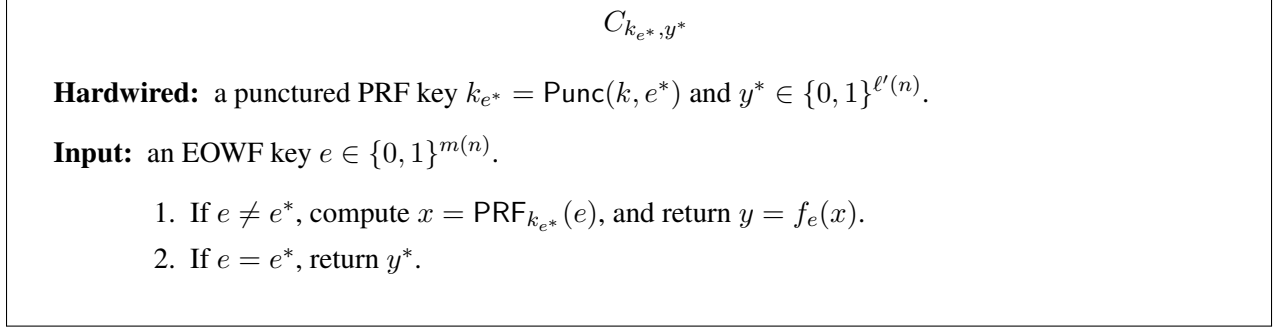 C_{k_{e^*}, y^*}
Hardwired: a punctured PRF key k_{e^*} = Punc(k, e^*) and y^* ∈ {0, 1}^{ℓ'(n)}.
Input: an EOWF key e ∈ {0, 1}^{m(n)}.
1. If e ≠ e^*, compute x = PRF_{k_{e^*}}(e), and return y = f_e(x).
2. If e = e^*, return y^*.